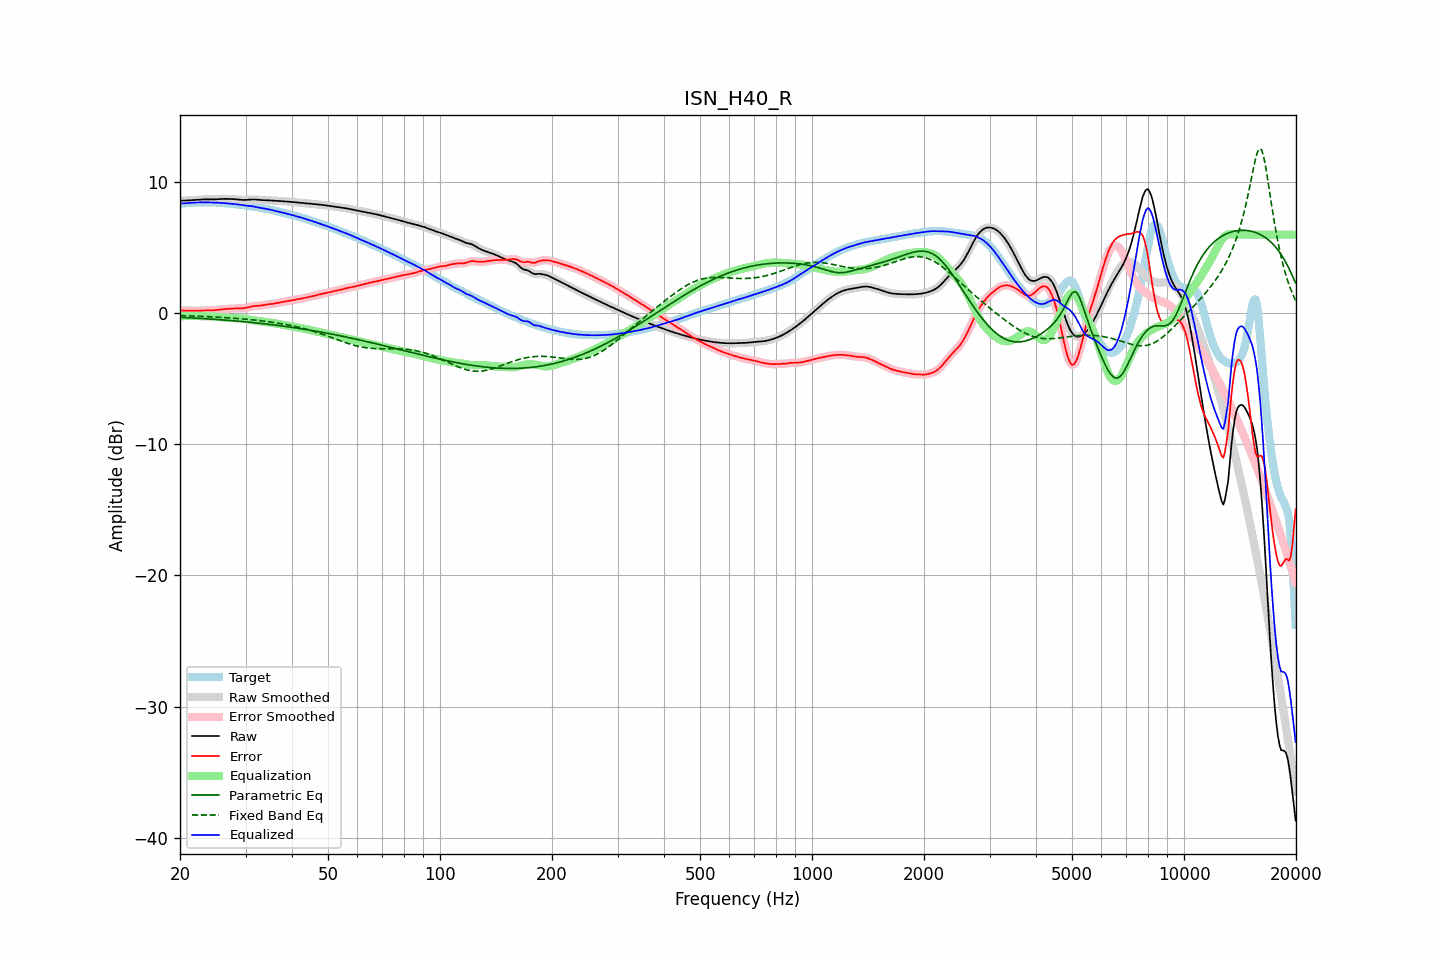 ISN_H40_R
Amplitude (dBr)
10
0
−10
−20
−30
−40
Target
Raw Smoothed
Error Smoothed
Raw
Error
Equalization
Parametric Eq
Fixed Band Eq
Equalized
20 50 100 200 500 1000 2000 5000 10000 20000
Frequency (Hz)